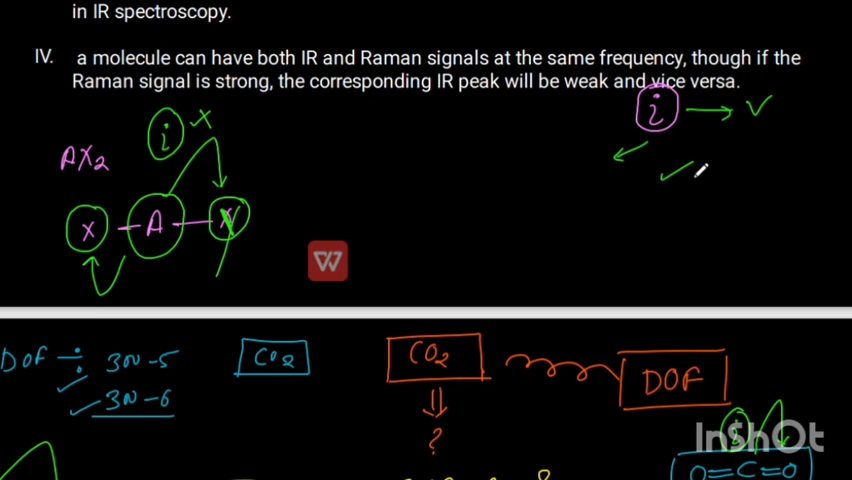 in IR spectroscopy.
IV. a molecule can have both IR and Raman signals at the same frequency, though if the
Raman signal is strong, the corresponding IR peak will be weak and vice versa.
i
i
AX2
X - A - X
DOF ÷ 3N-5
3N-6
CO2
CO2
DOF
?
InShOt
O=C=O